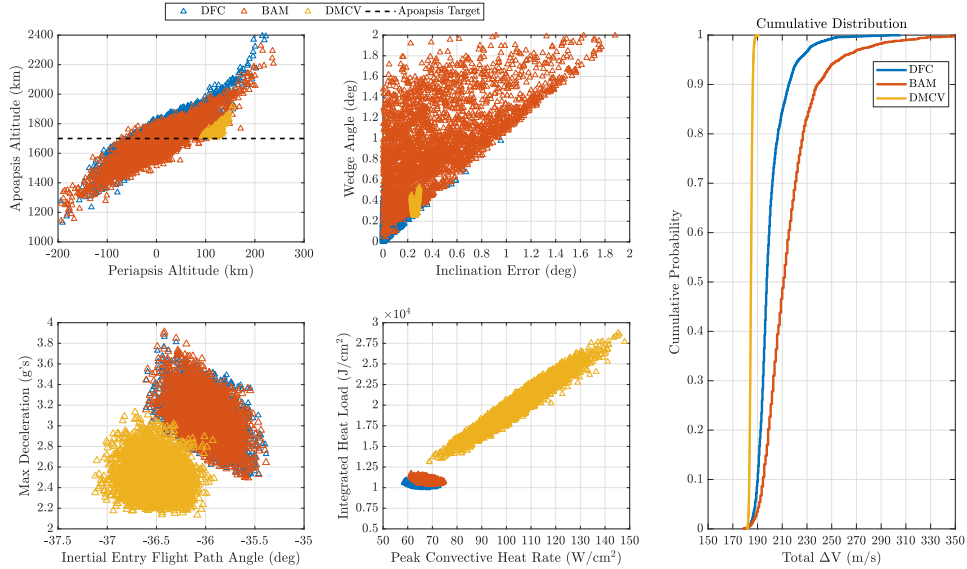 DFC BAM DMCV Apoapsis Target
2400
2200
2000
1800
1600
1400
1200
1000
Apoapsis Altitude (km)
-200 -100 0 100 200 300
Periapsis Altitude (km)
2
1.8
1.6
1.4
1.2
1
0.8
0.6
0.4
0.2
0
Wedge Angle (deg)
0 0.2 0.4 0.6 0.8 1 1.2 1.4 1.6 1.8 2
Inclination Error (deg)
4
3.8
3.6
3.4
3.2
3
2.8
2.6
2.4
2.2
2
Max Deceleration (g's)
-37.5 -37 -36.5 -36 -35.5 -35
Inertial Entry Flight Path Angle (deg)
×10⁴
3
2.75
2.5
2.25
2
1.75
1.5
1.25
1
0.75
0.5
Integrated Heat Load (J/cm²)
50 60 70 80 90 100 110 120 130 140 150
Peak Convective Heat Rate (W/cm²)
Cumulative Distribution
1
0.9
0.8
0.7
0.6
0.5
0.4
0.3
0.2
0.1
0
Cumulative Probability
DFC
BAM
DMCV
150 170 190 210 230 250 270 290 310 330 350
Total ΔV (m/s)